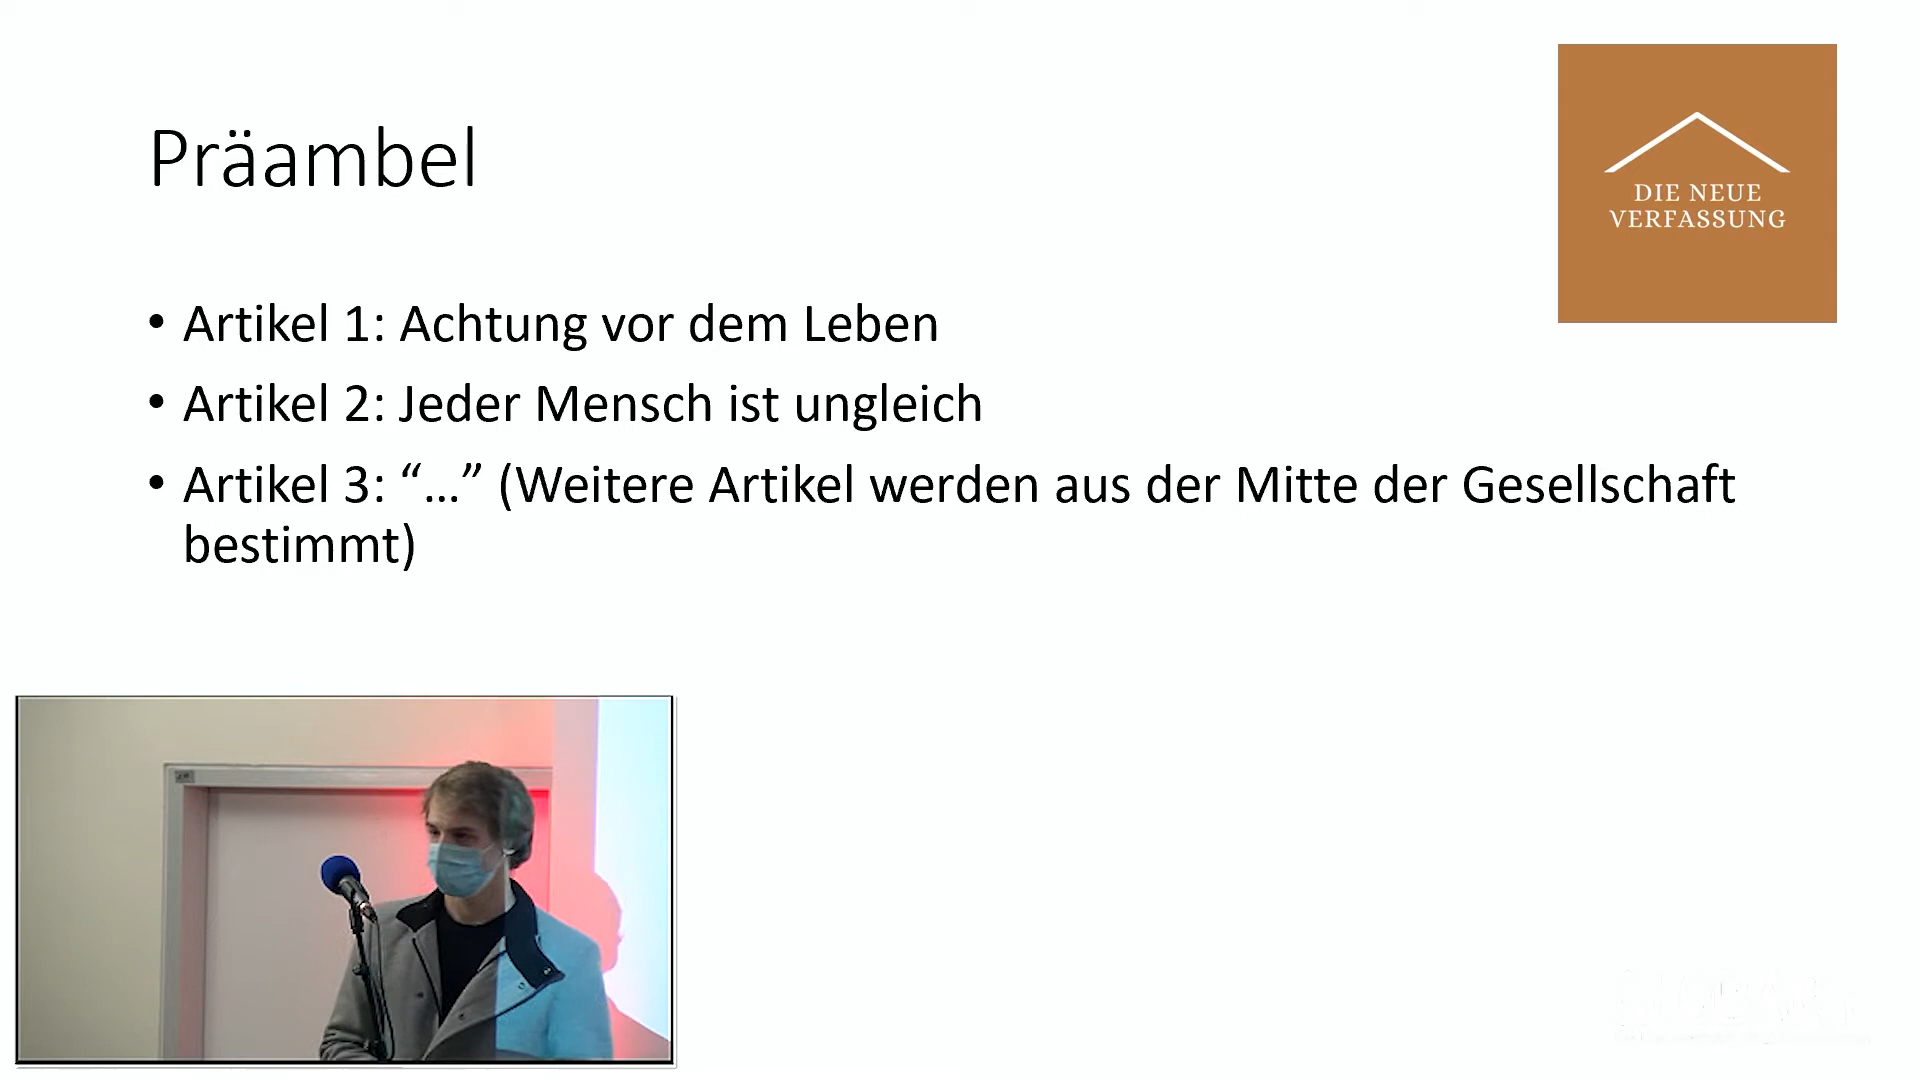 Präambel
DIE NEUE
VERFASSUNG
• Artikel 1: Achtung vor dem Leben
• Artikel 2: Jeder Mensch ist ungleich
• Artikel 3: “...” (Weitere Artikel werden aus der Mitte der Gesellschaft
bestimmt)